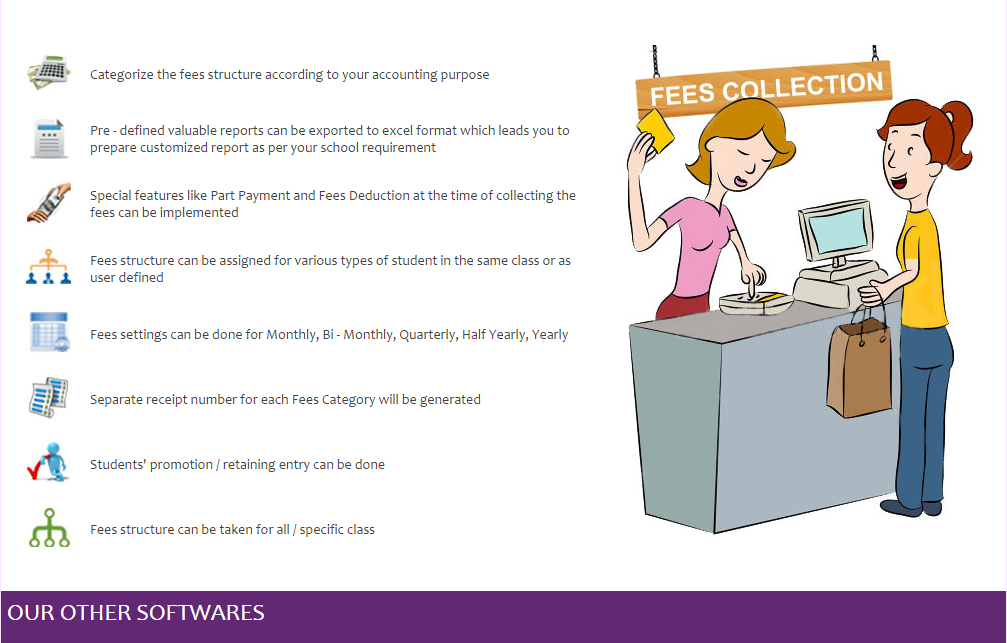 Categorize the fees structure according to your accounting purpose
Pre - defined valuable reports can be exported to excel format which leads you to
prepare customized report as per your school requirement
Special features like Part Payment and Fees Deduction at the time of collecting the
fees can be implemented
Fees structure can be assigned for various types of student in the same class or as
user defined
Fees settings can be done for Monthly, Bi - Monthly, Quarterly, Half Yearly, Yearly
Separate receipt number for each Fees Category will be generated
Students' promotion / retaining entry can be done
Fees structure can be taken for all / specific class
FEES COLLECTION
OUR OTHER SOFTWARES